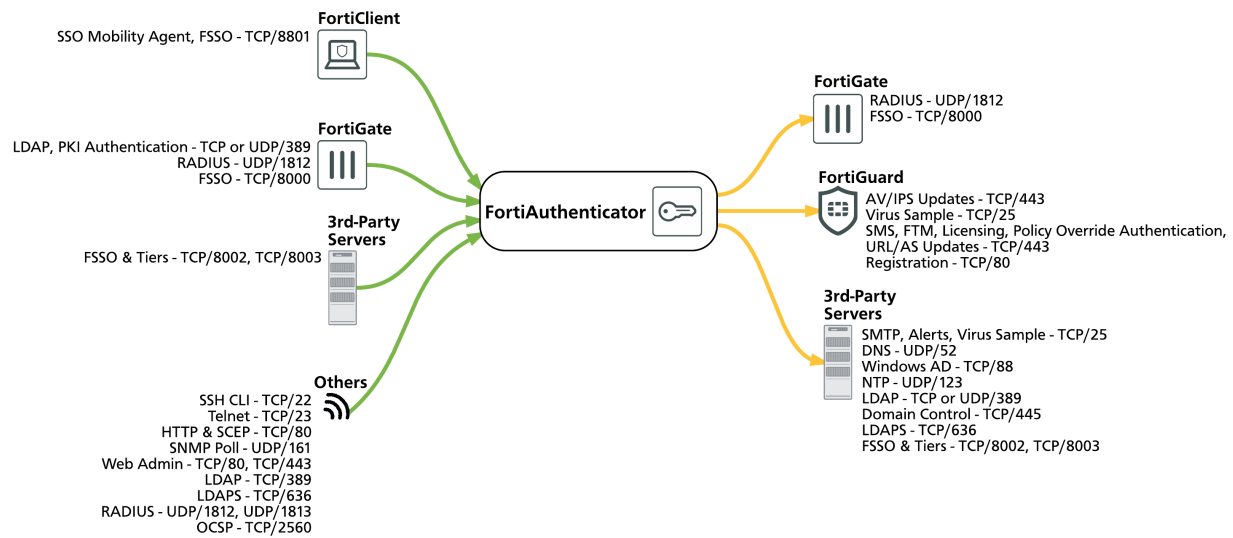 FortiClient
SSO Mobility Agent, FSSO - TCP/8801
FortiGate
LDAP, PKI Authentication - TCP or UDP/389
RADIUS - UDP/1812
FSSO - TCP/8000
3rd-Party
Servers
FSSO & Tiers - TCP/8002, TCP/8003
Others
SSH CLI - TCP/22
Telnet - TCP/23
HTTP & SCEP - TCP/80
SNMP Poll - UDP/161
Web Admin - TCP/80, TCP/443
LDAP - TCP/389
LDAPS - TCP/636
RADIUS - UDP/1812, UDP/1813
OCSP - TCP/2560
FortiAuthenticator
FortiGate
RADIUS - UDP/1812
FSSO - TCP/8000
FortiGuard
AV/IPS Updates - TCP/443
Virus Sample - TCP/25
SMS, FTM, Licensing, Policy Override Authentication,
URL/AS Updates - TCP/443
Registration - TCP/80
3rd-Party
Servers
SMTP, Alerts, Virus Sample - TCP/25
DNS - UDP/52
Windows AD - TCP/88
NTP - UDP/123
LDAP - TCP or UDP/389
Domain Control - TCP/445
LDAPS - TCP/636
FSSO & Tiers - TCP/8002, TCP/8003